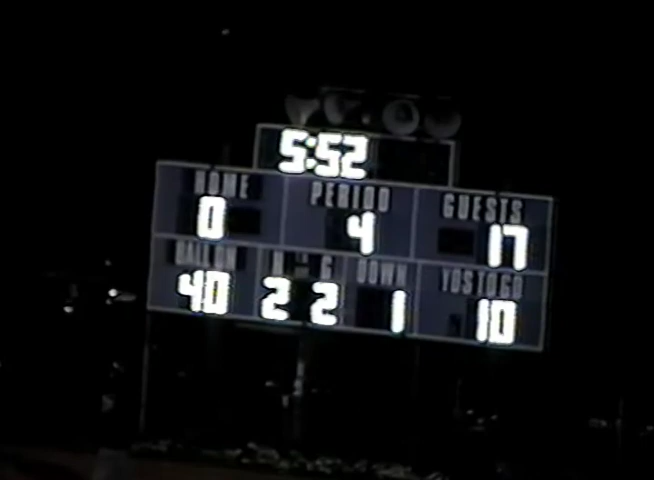 5:52
HOME PERIOD GUESTS
0 4 17
BALL ON H G DOWN YDS TO GO
40 2 2 1 10